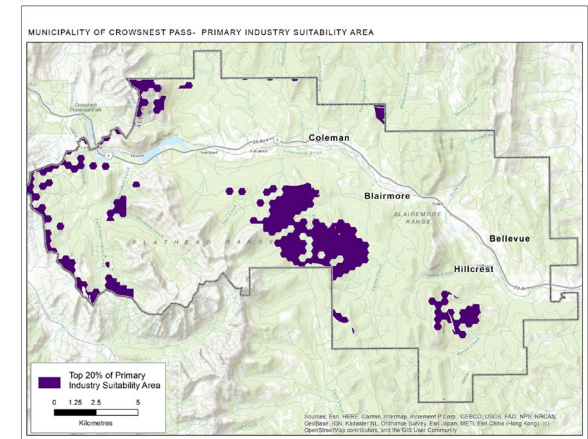 MUNICIPALITY OF CROWSNEST PASS- PRIMARY INDUSTRY SUITABILITY AREA
Coleman
Blairmore
BLAIREMORE
RANGE
Bellevue
FLATHEAD RANGE
Hillcrest
Top 20% of Primary
Industry Suitability Area
0 1.25 2.5 5
Kilometres
Sources: Esri, HERE, Garmin, Intermap, increment P Corp., GEBCO, USGS, FAO, NPS, NRCAN,
GeoBase, IGN, Kadaster NL, Ordnance Survey, Esri Japan, METI, Esri China (Hong Kong), (c)
OpenStreetMap contributors, and the GIS User Community